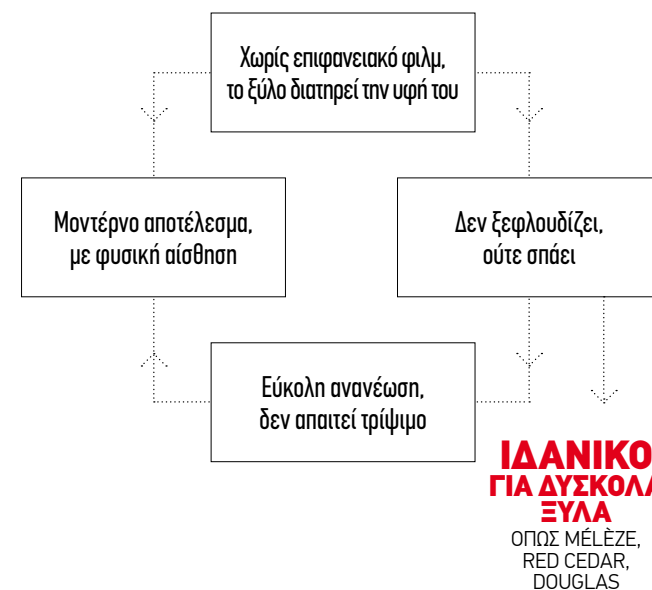 Χωρίς επιφανειακό φιλμ,
το ξύλο διατηρεί την υφή του
Μοντέρνο αποτέλεσμα,
με φυσική αίσθηση
Δεν ξεφλουδίζει,
ούτε σπάει
Εύκολη ανανέωση,
δεν απαιτεί τρίψιμο
ΙΔΑΝΙΚΟ
ΓΙΑ ΔΥΣΚΟΛΑ
ΞΥΛΑ
ΟΠΩΣ MÉLÈZE,
RED CEDAR,
DOUGLAS